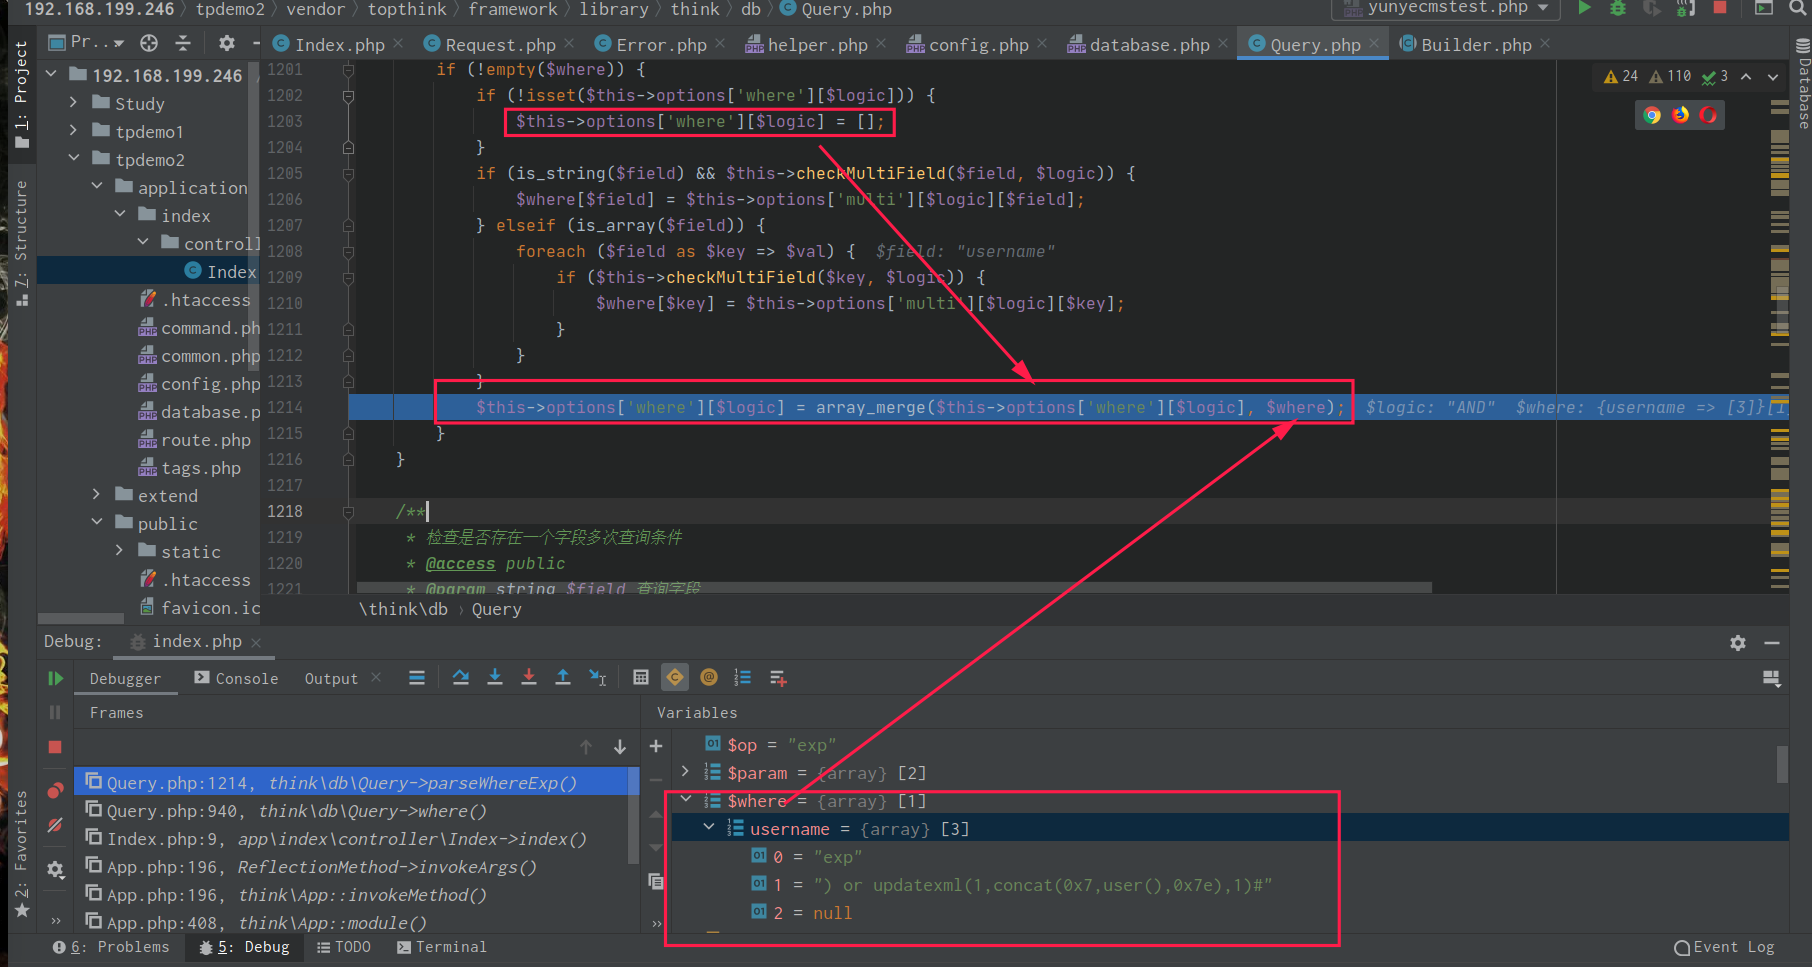 192.168.199.246 › tpdemo2 › vendor › topthink › framework › library › think › db › Query.php
yunyecmstest.php
Pr..
Index.php × Request.php × Error.php × helper.php × config.php × database.php × Query.php × Builder.php ×
1: Project
7: Structure
2: Favorites
Database
192.168.199.246
Study
tpdemo1
tpdemo2
application
index
controll
Index
.htaccess
command.ph
common.php
config.php
database.p
route.php
tags.php
extend
public
static
.htaccess
favicon.ic
24 110 3
1201 if (!empty($where)) {
1202 if (!isset($this->options['where'][$logic])) {
1203 $this->options['where'][$logic] = [];
1204 }
1205 if (is_string($field) && $this->checkMultiField($field, $logic)) {
1206 $where[$field] = $this->options['multi'][$logic][$field];
1207 } elseif (is_array($field)) {
1208 foreach ($field as $key => $val) { $field: "username"
1209 if ($this->checkMultiField($key, $logic)) {
1210 $where[$key] = $this->options['multi'][$logic][$key];
1211 }
1212 }
1213 }
1214 $this->options['where'][$logic] = array_merge($this->options['where'][$logic], $where); $logic: "AND" $where: {username => [3]}[1
1215 }
1216 }
1217
1218 /**
1219 * 检查是否存在一个字段多次查询条件
1220 * @access public
1221 * @param string $field 查询字段
\think\db › Query
Debug: index.php ×
Debugger Console Output ×
Frames
Query.php:1214, think\db\Query->parseWhereExp()
Query.php:940, think\db\Query->where()
Index.php:9, app\index\controller\Index->index()
App.php:196, ReflectionMethod->invokeArgs()
App.php:196, think\App::invokeMethod()
App.php:408, think\App::module()
Variables
$op = "exp"
$param = {array} [2]
$where = {array} [1]
username = {array} [3]
0 = "exp"
1 = ") or updatexml(1,concat(0x7,user(),0x7e),1)#"
2 = null
6: Problems 5: Debug TODO Terminal Event Log